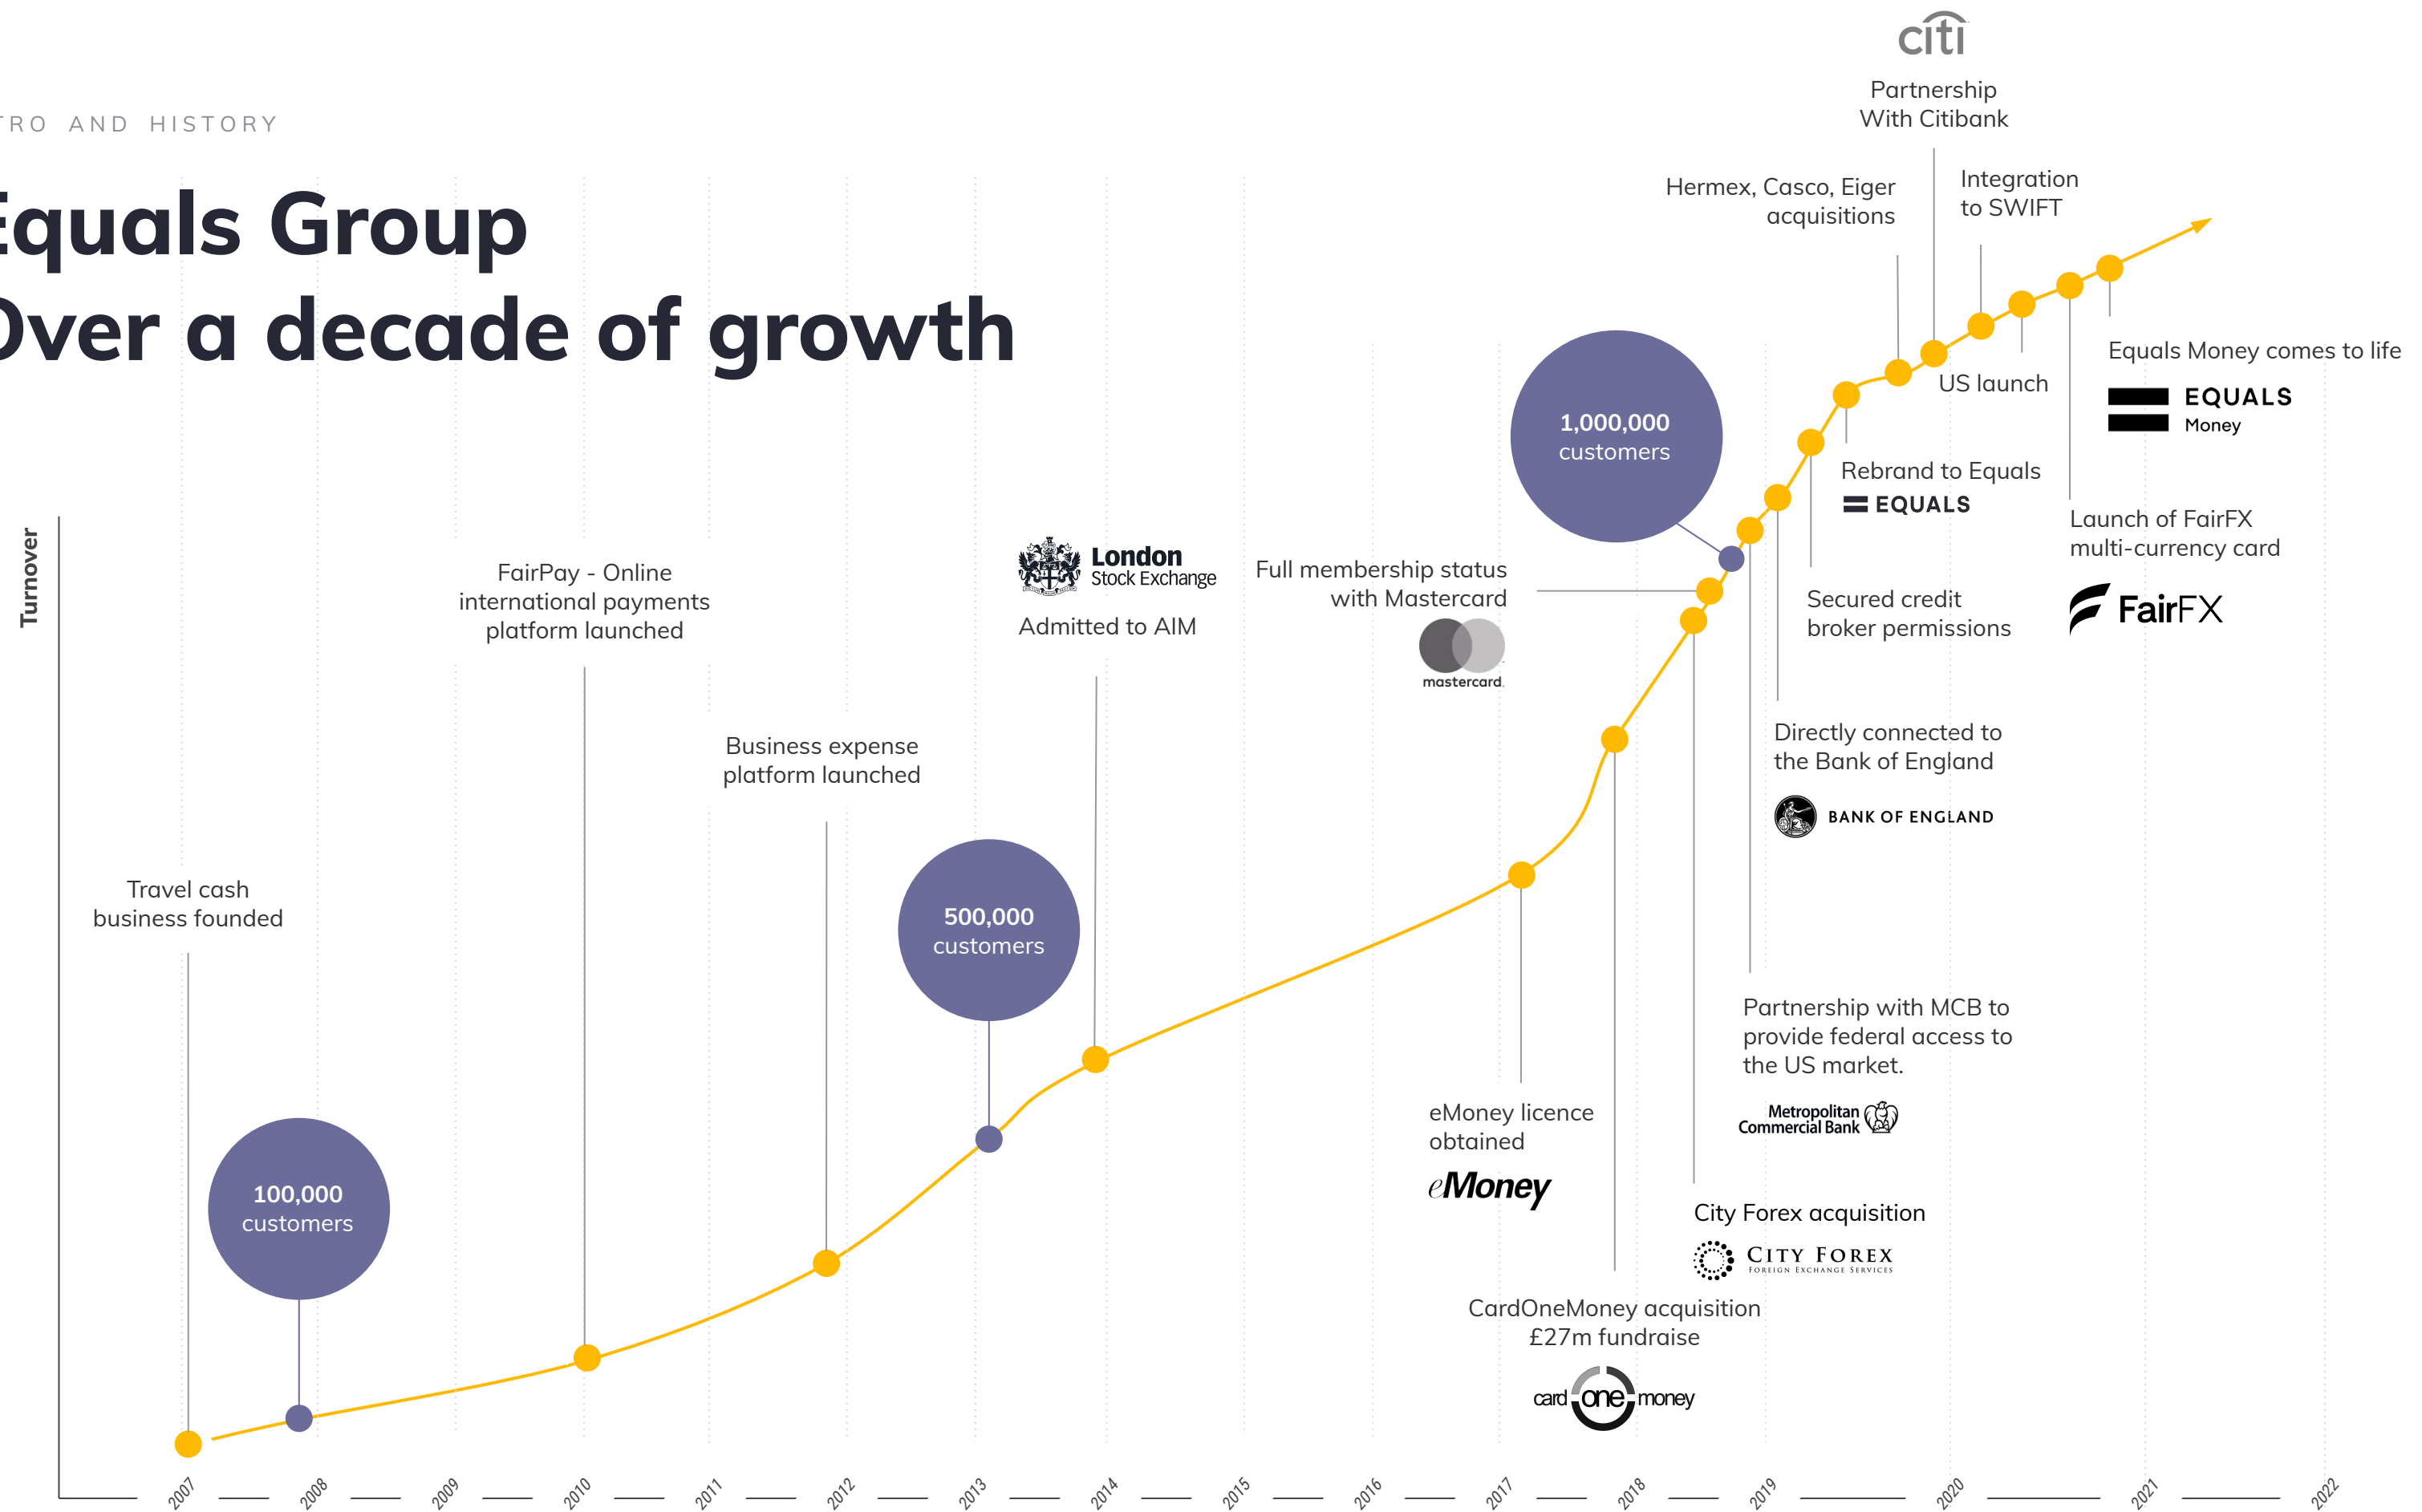 TRO AND HISTORY
Equals Group
Over a decade of growth
Turnover
Travel cash
business founded
100,000
customers
FairPay - Online
international payments
platform launched
Business expense
platform launched
500,000
customers
London
Stock Exchange
Admitted to AIM
eMoney licence
obtained
eMoney
CardOneMoney acquisition
£27m fundraise
card one money
City Forex acquisition
CITY FOREX
FOREIGN EXCHANGE SERVICES
Full membership status
with Mastercard
mastercard.
1,000,000
customers
Partnership with MCB to
provide federal access to
the US market.
Metropolitan
Commercial Bank
Directly connected to
the Bank of England
BANK OF ENGLAND
Secured credit
broker permissions
Rebrand to Equals
EQUALS
Hermex, Casco, Eiger
acquisitions
citi
Partnership
With Citibank
Integration
to SWIFT
US launch
Launch of FairFX
multi-currency card
FairFX
Equals Money comes to life
EQUALS
Money
2007
2008
2009
2010
2011
2012
2013
2014
2015
2016
2017
2018
2019
2020
2021
2022